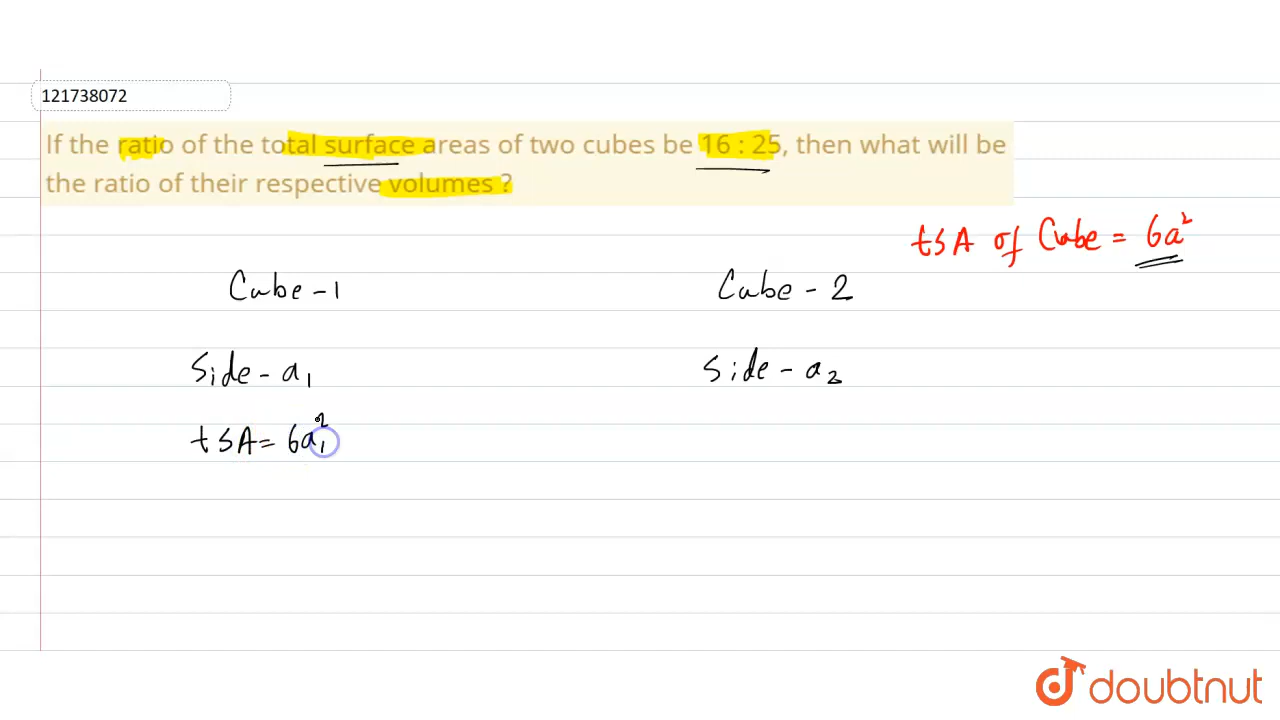 121738072
If the ratio of the total surface areas of two cubes be 16 : 25, then what will be
the ratio of their respective volumes ?
tSA of Cube = 6a²
Cube - 1 Cube - 2
Side - a₁ Side - a₂
tSA = 6a₁²
doubtnut